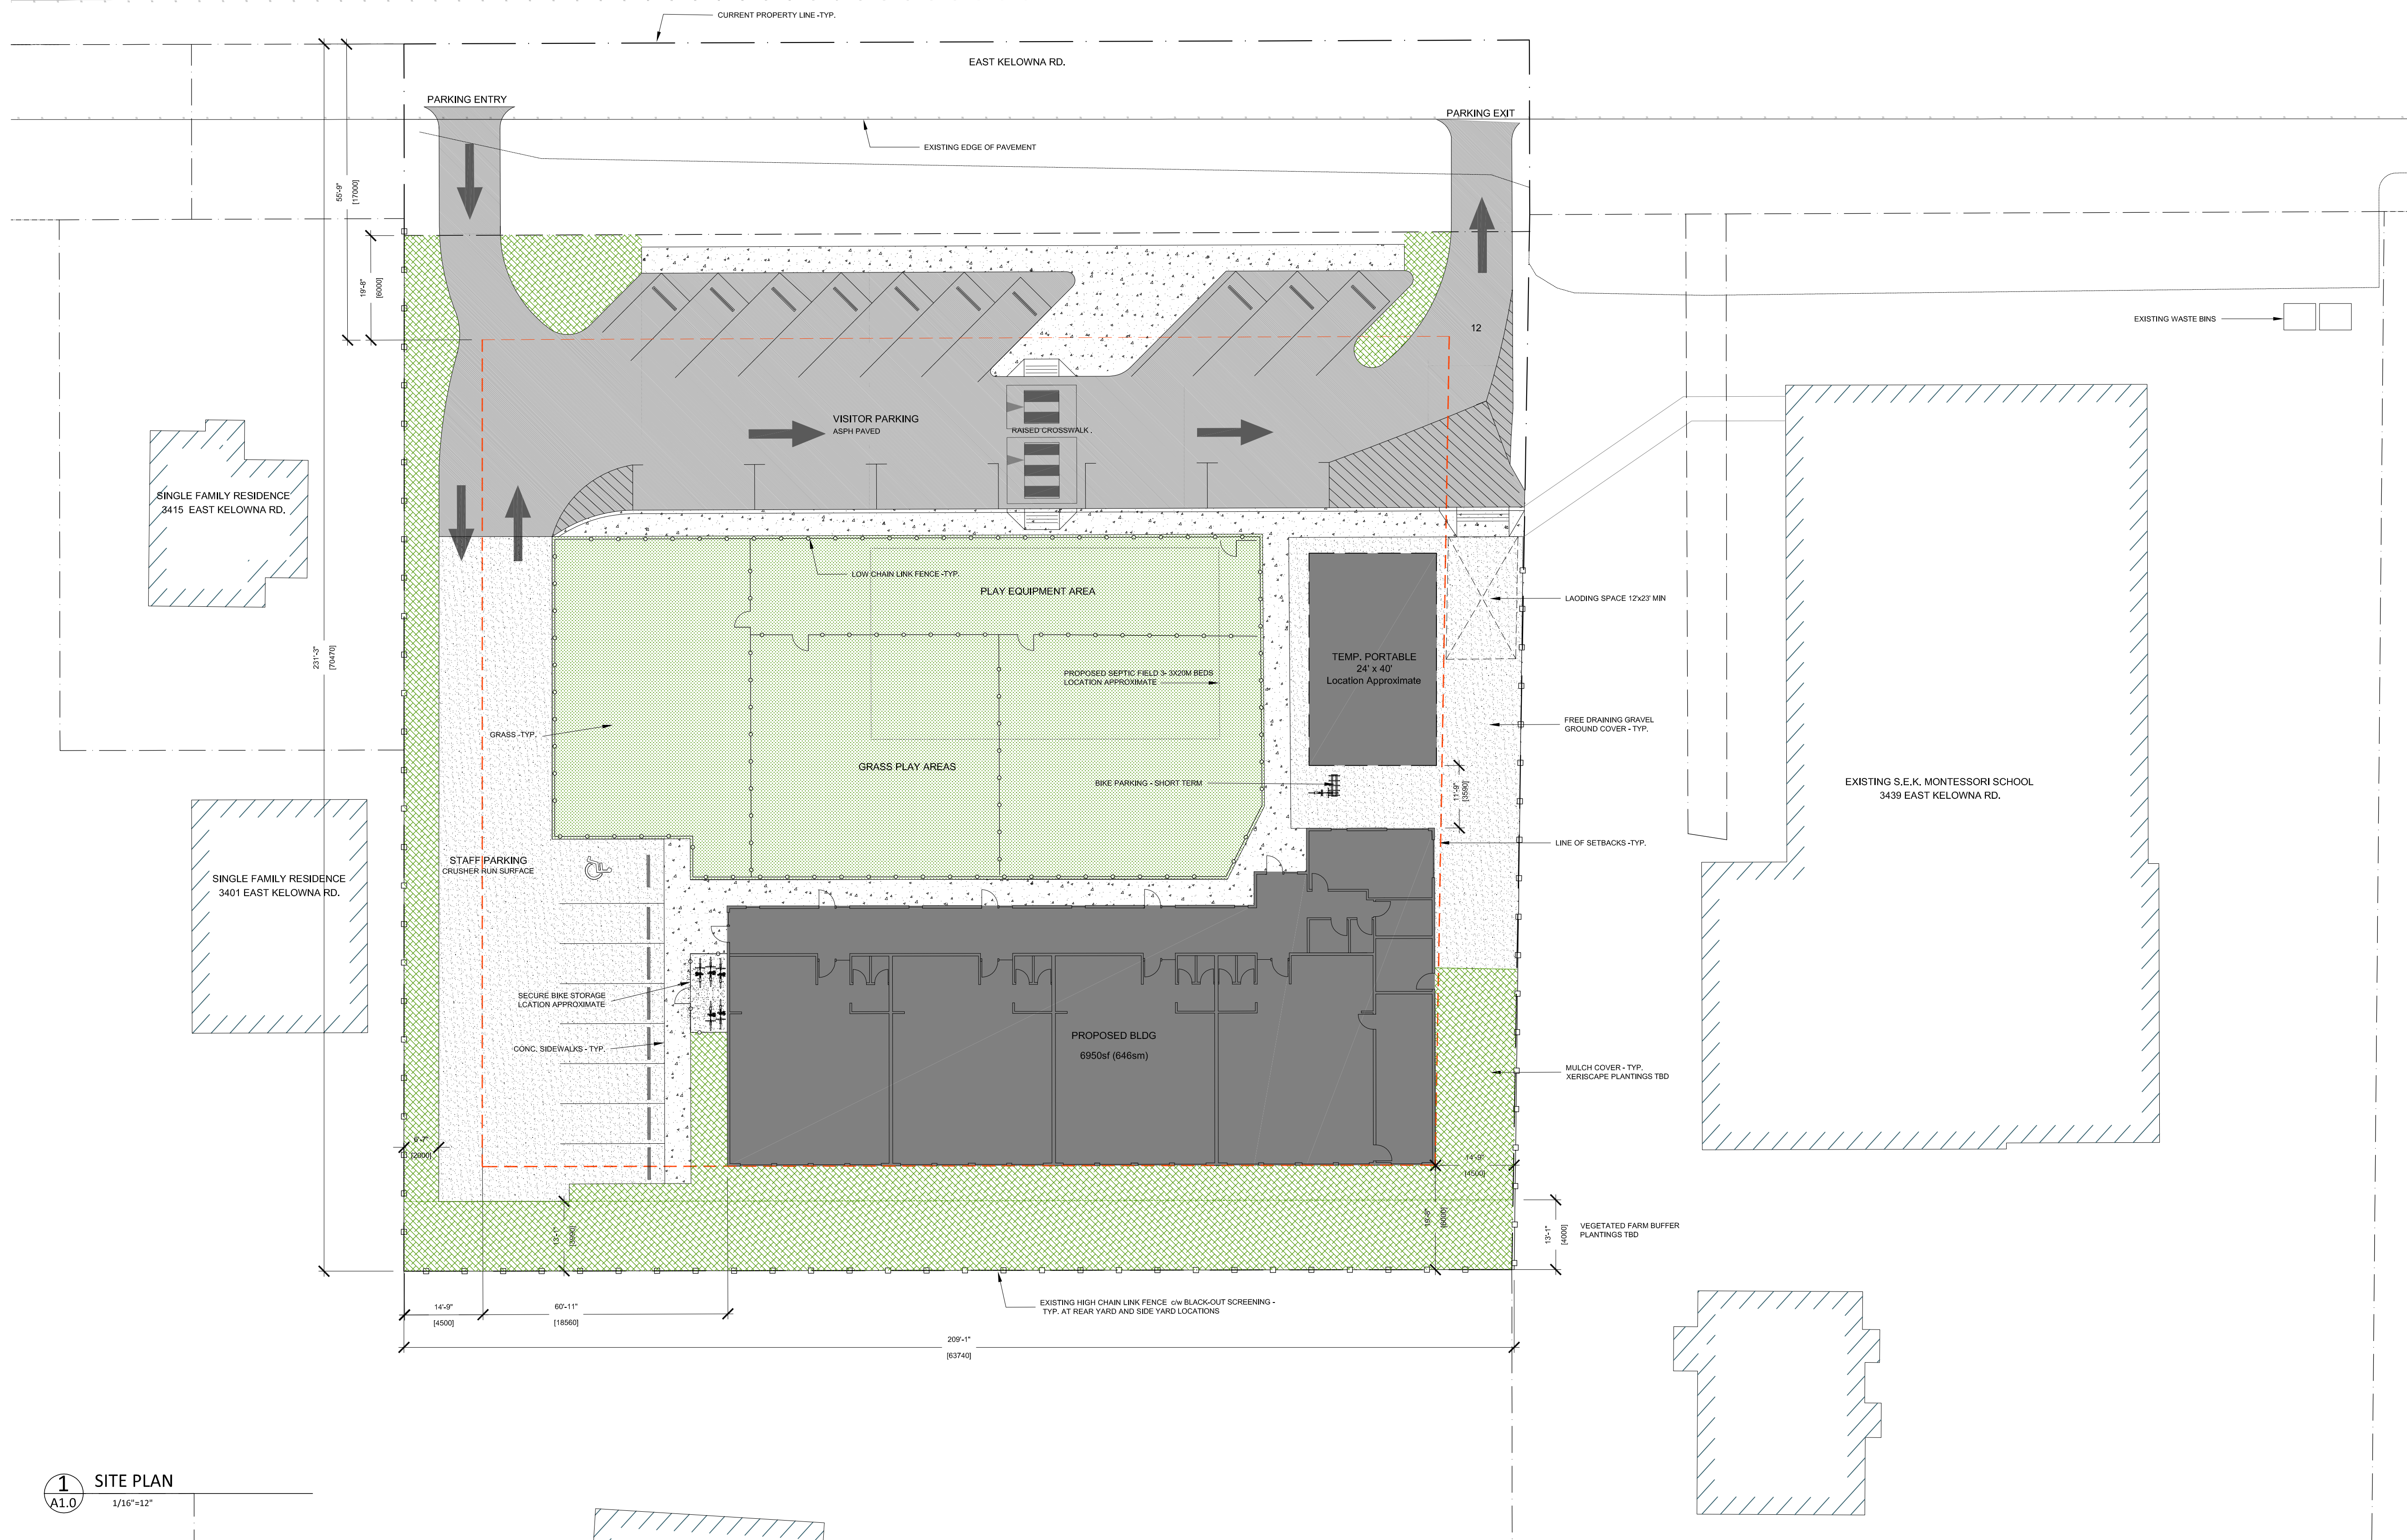 CURRENT PROPERTY LINE -TYP.
EAST KELOWNA RD.
PARKING ENTRY
PARKING EXIT
EXISTING EDGE OF PAVEMENT
55'-9"
[17000]
19'-8"
[6000]
12
EXISTING WASTE BINS
VISITOR PARKING
ASPH PAVED
RAISED CROSSWALK .
SINGLE FAMILY RESIDENCE
3415 EAST KELOWNA RD.
LOW CHAIN LINK FENCE -TYP.
PLAY EQUIPMENT AREA
LAODING SPACE 12'x23' MIN
231'-3"
[70470]
TEMP. PORTABLE
24' x 40'
Location Approximate
PROPOSED SEPTIC FIELD 3- 3X20M BEDS
LOCATION APPROXIMATE
GRASS -TYP.
FREE DRAINING GRAVEL
GROUND COVER - TYP.
GRASS PLAY AREAS
BIKE PARKING - SHORT TERM
11'-9"
[3590]
EXISTING S.E.K. MONTESSORI SCHOOL
3439 EAST KELOWNA RD.
LINE OF SETBACKS -TYP.
STAFF PARKING
CRUSHER RUN SURFACE
SINGLE FAMILY RESIDENCE
3401 EAST KELOWNA RD.
SECURE BIKE STORAGE
LCATION APPROXIMATE
CONC. SIDEWALKS - TYP.
PROPOSED BLDG
6950sf (646sm)
MULCH COVER - TYP.
XERISCAPE PLANTINGS TBD
6'-7"
[2000]
14'-9"
[4500]
13'-1"
[3990]
19'-8"
[6000]
13'-1"
[4000]
VEGETATED FARM BUFFER
PLANTINGS TBD
14'-9"
[4500]
60'-11"
[18560]
EXISTING HIGH CHAIN LINK FENCE c/w BLACK-OUT SCREENING -
TYP. AT REAR YARD AND SIDE YARD LOCATIONS
209'-1"
[63740]
1
A1.0
SITE PLAN
1/16"=12"